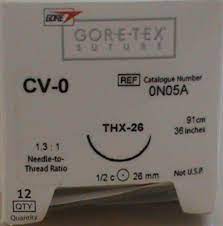 GORE
GORE-TEX
SUTURE
CV-0
REF Catalogue Number
0N05A
THX-26
91cm
36 inches
1,3 : 1
Needle-to-
Thread Ratio
1/2 c 26 mm
Not U.S.P.
12
QTY
Quantity